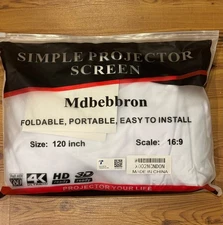 SIMPLE PROJECTOR
SCREEN
Mdbebbron
FOLDABLE, PORTABLE, EASY TO INSTALL
Size: 120 inch
Scale: 16:9
MADE IN CHINA
4K
HD
3D
PROJECTOR YOUR LIFE